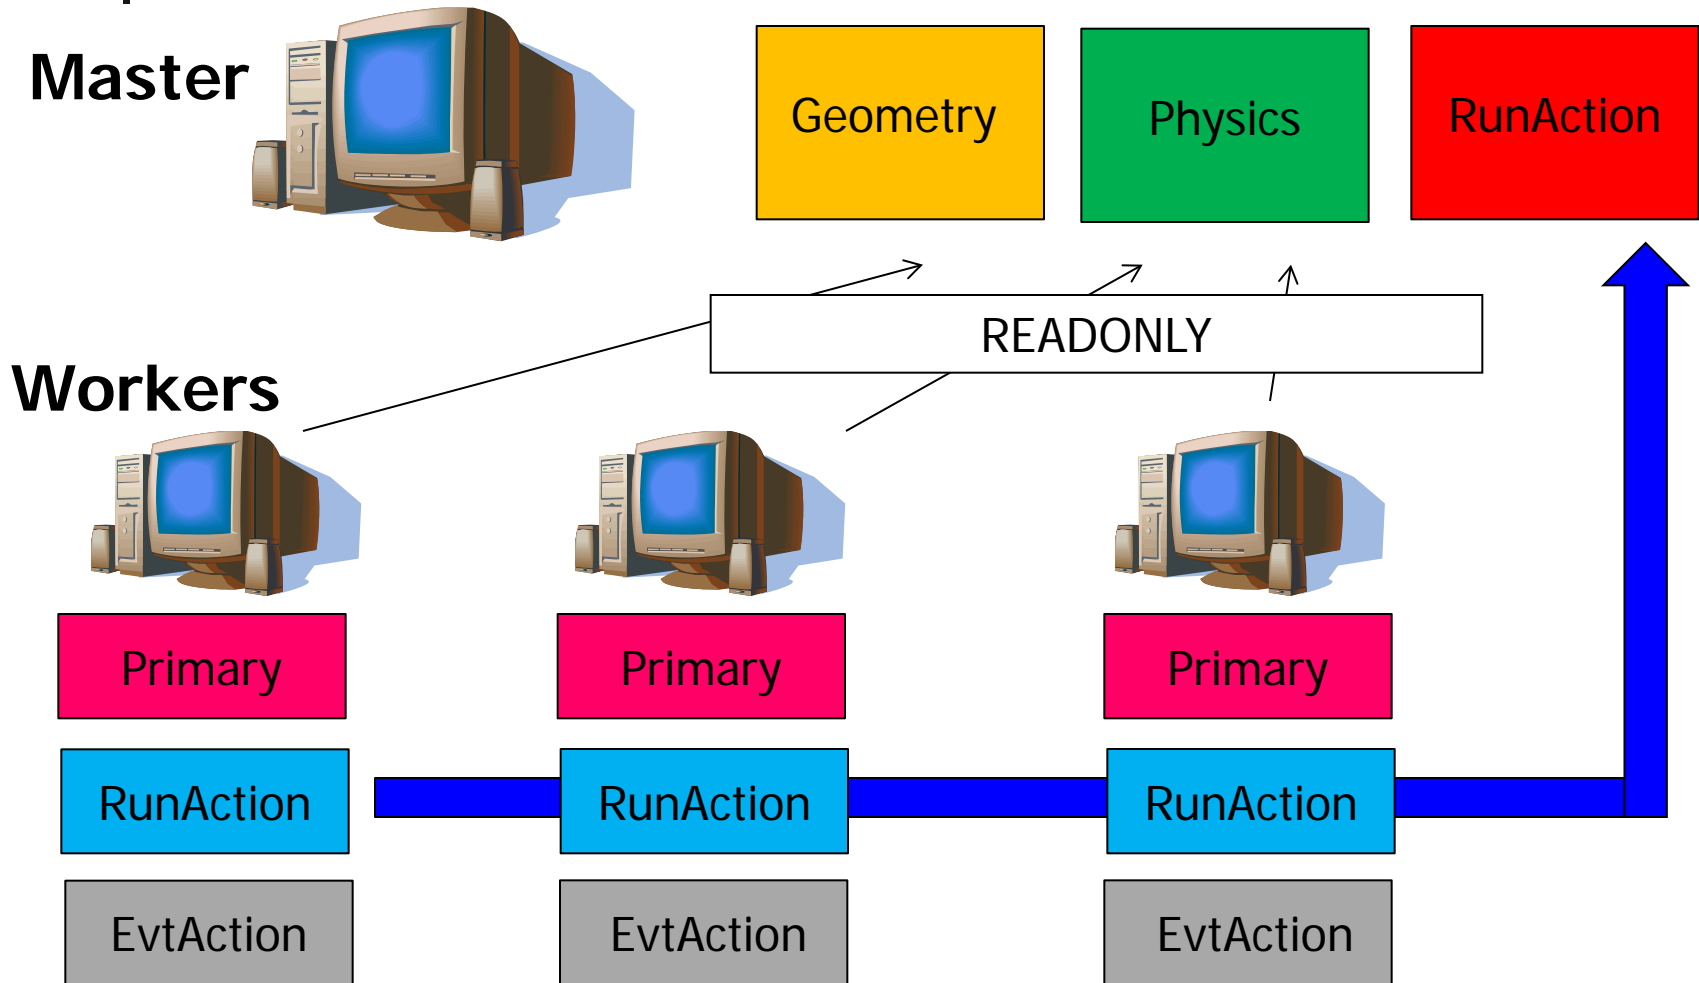 Master
Geometry
Physics
RunAction
READONLY
Workers
Primary
Primary
Primary
RunAction
RunAction
RunAction
EvtAction
EvtAction
EvtAction